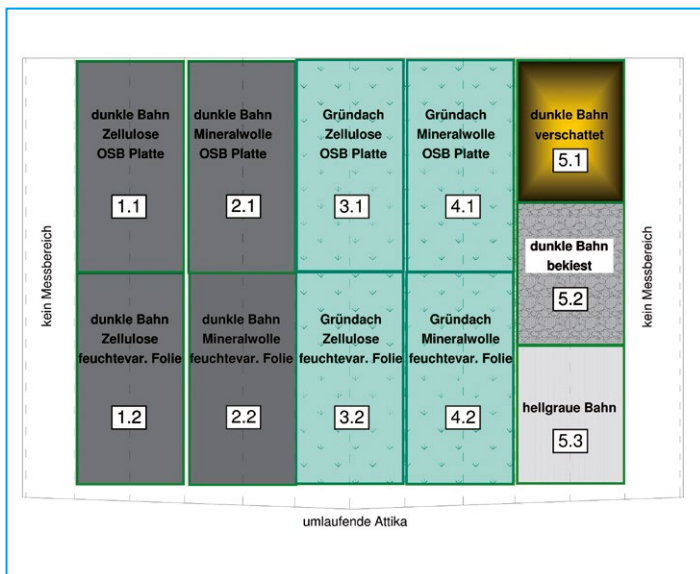 kein Messbereich
dunkle Bahn
Zellulose
OSB Platte
1.1
dunkle Bahn
Mineralwolle
OSB Platte
2.1
Gründach
Zellulose
OSB Platte
3.1
Gründach
Mineralwolle
OSB Platte
4.1
dunkle Bahn
verschattet
5.1
dunkle Bahn
bekiest
5.2
hellgraue Bahn
5.3
dunkle Bahn
Zellulose
feuchtevar. Folie
1.2
dunkle Bahn
Mineralwolle
feuchtevar. Folie
2.2
Gründach
Zellulose
feuchtevar. Folie
3.2
Gründach
Mineralwolle
feuchtevar. Folie
4.2
kein Messbereich
umlaufende Attika